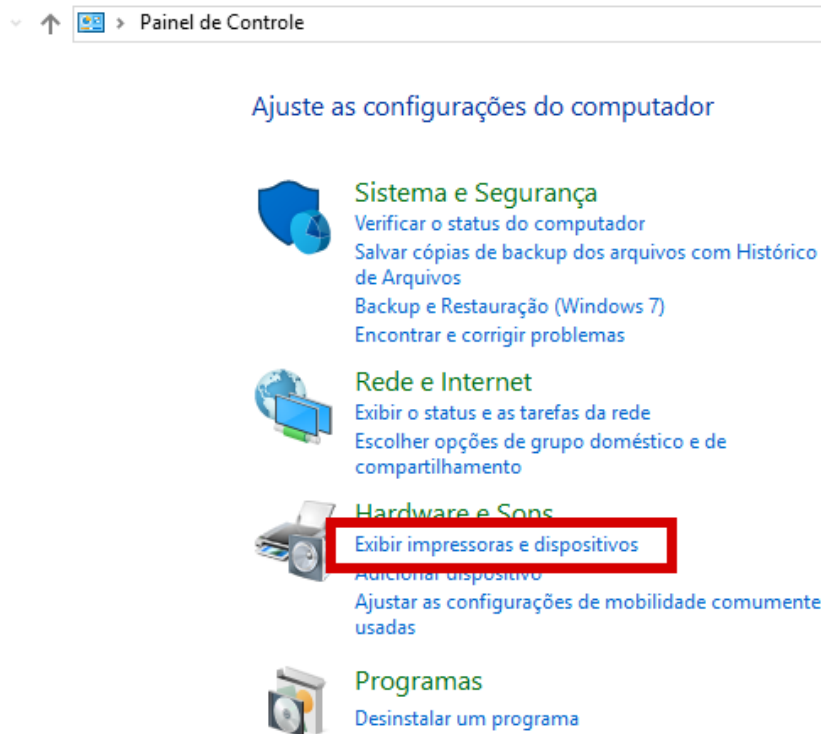 Painel de Controle
Ajuste as configurações do computador
Sistema e Segurança
Verificar o status do computador
Salvar cópias de backup dos arquivos com Histórico
de Arquivos
Backup e Restauração (Windows 7)
Encontrar e corrigir problemas
Rede e Internet
Exibir o status e as tarefas da rede
Escolher opções de grupo doméstico e de
compartilhamento
Hardware e Sons
Exibir impressoras e dispositivos
Adicionar dispositivo
Ajustar as configurações de mobilidade comumente
usadas
Programas
Desinstalar um programa